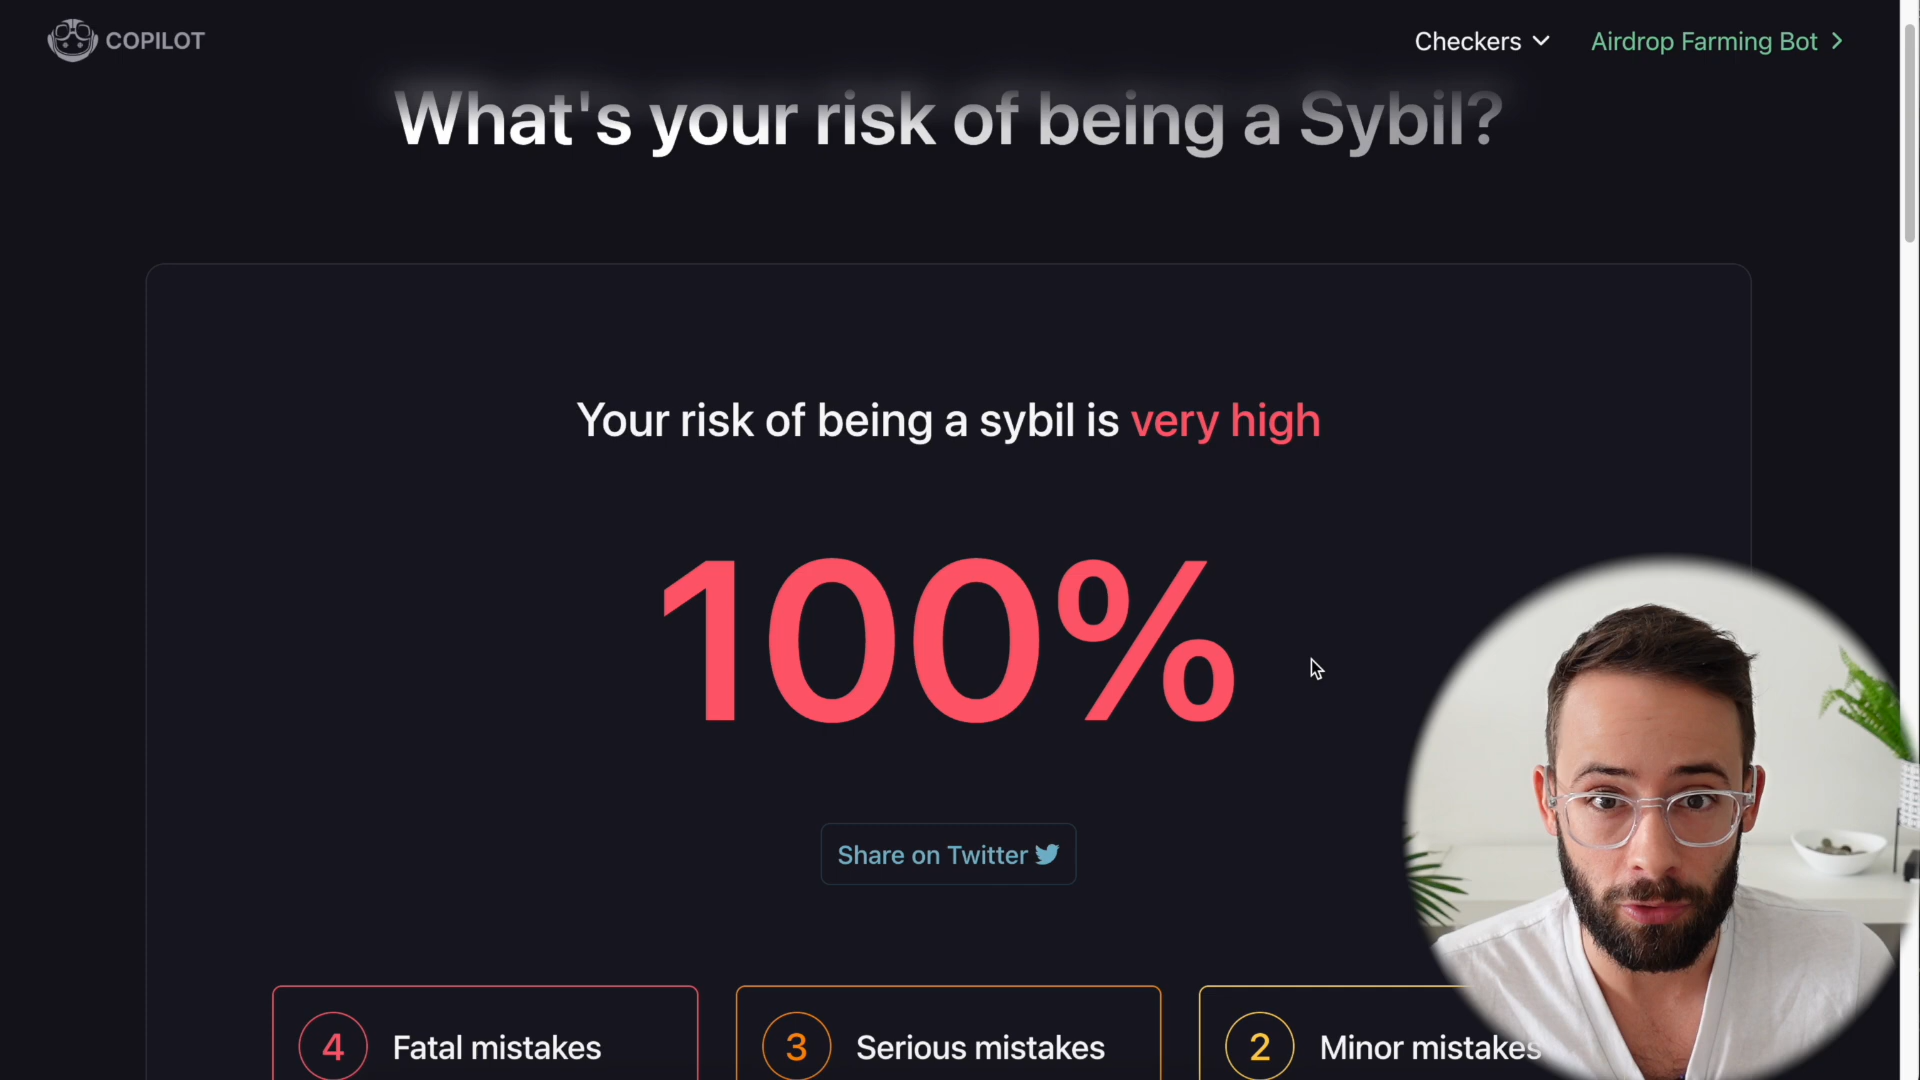 COPILOT
Checkers
Airdrop Farming Bot
What's your risk of being a Sybil?
Your risk of being a sybil is very high
100%
Share on Twitter
4 Fatal mistakes
3 Serious mistakes
2 Minor mistakes